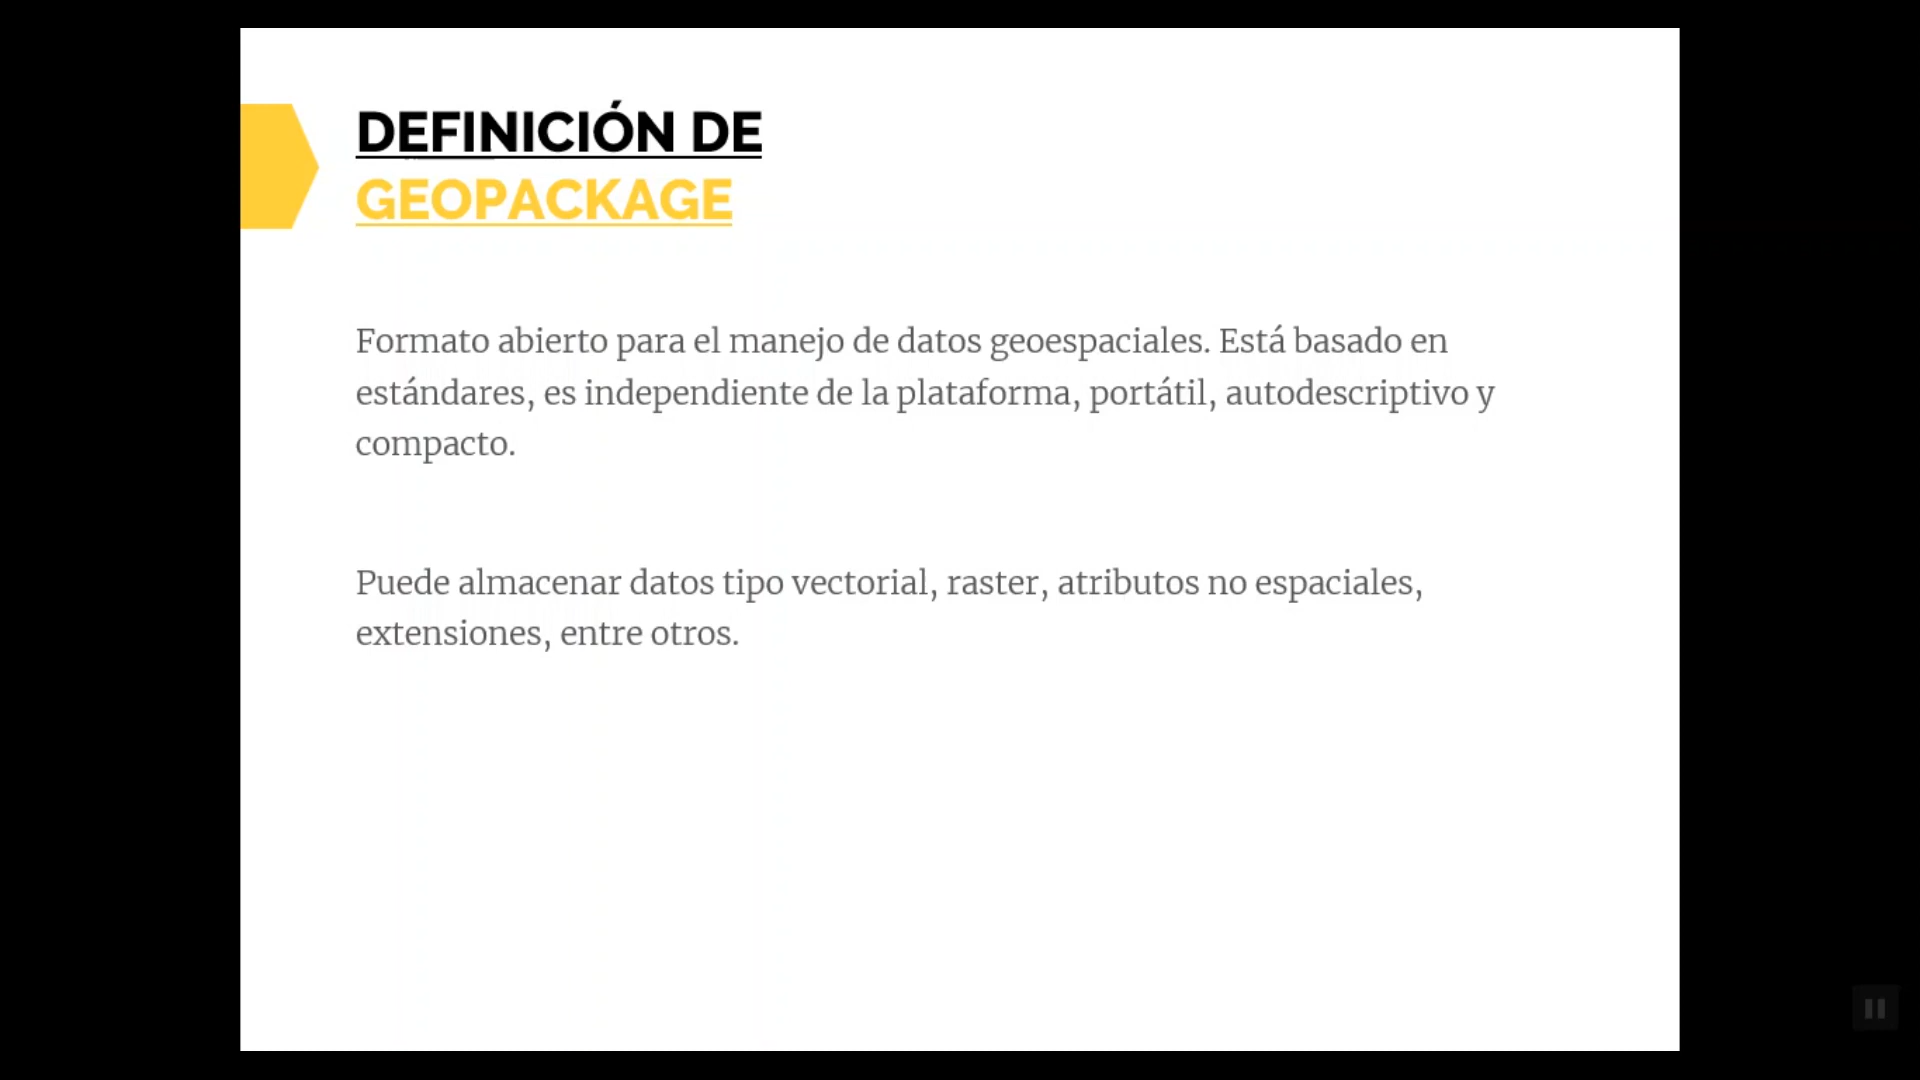 DEFINICIÓN DE
GEOPACKAGE
Formato abierto para el manejo de datos geoespaciales. Está basado en
estándares, es independiente de la plataforma, portátil, autodescriptivo y
compacto.
Puede almacenar datos tipo vectorial, raster, atributos no espaciales,
extensiones, entre otros.